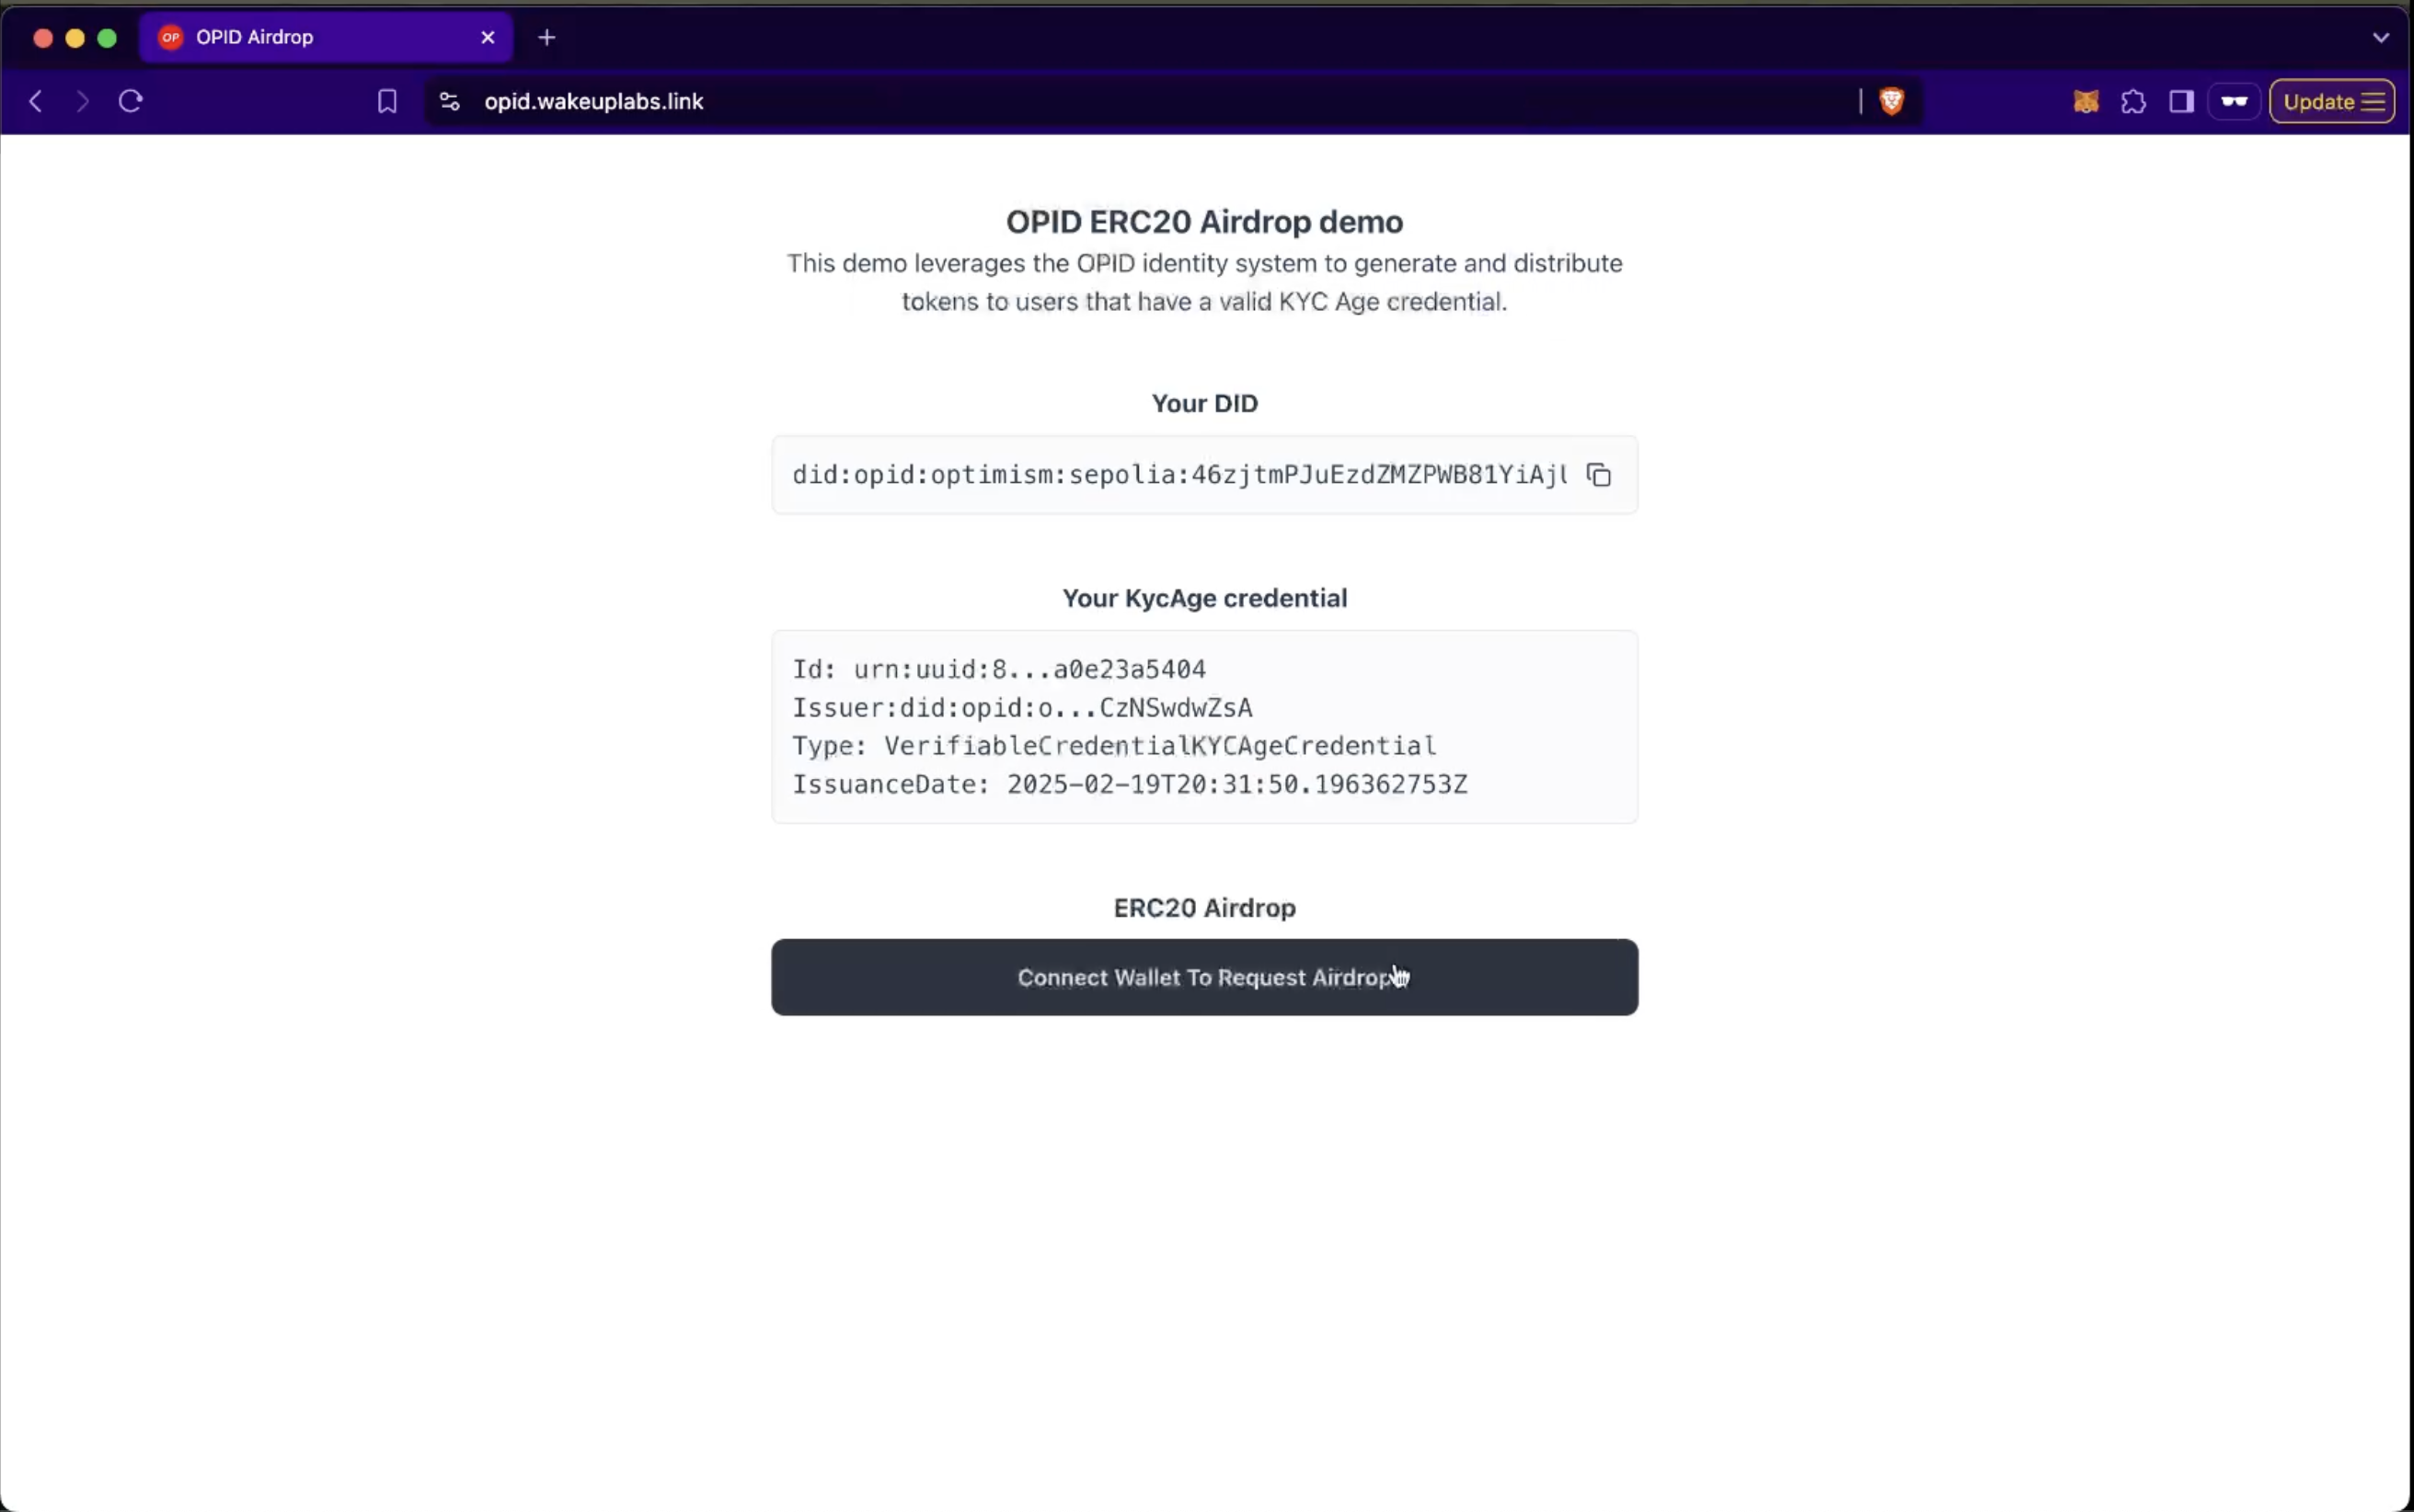 OP OPID Airdrop
opid.wakeuplabs.link
Update
OPID ERC20 Airdrop demo
This demo leverages the OPID identity system to generate and distribute
tokens to users that have a valid KYC Age credential.
Your DID
did:opid:optimism:sepolia:46zjtmPJuEzdZMZPWB81YiAjl
Your KycAge credential
Id: urn:uuid:8...a0e23a5404
Issuer:did:opid:o...CzNSwdwZsA
Type: VerifiableCredentialKYCAgeCredential
IssuanceDate: 2025-02-19T20:31:50.196362753Z
ERC20 Airdrop
Connect Wallet To Request Airdrop